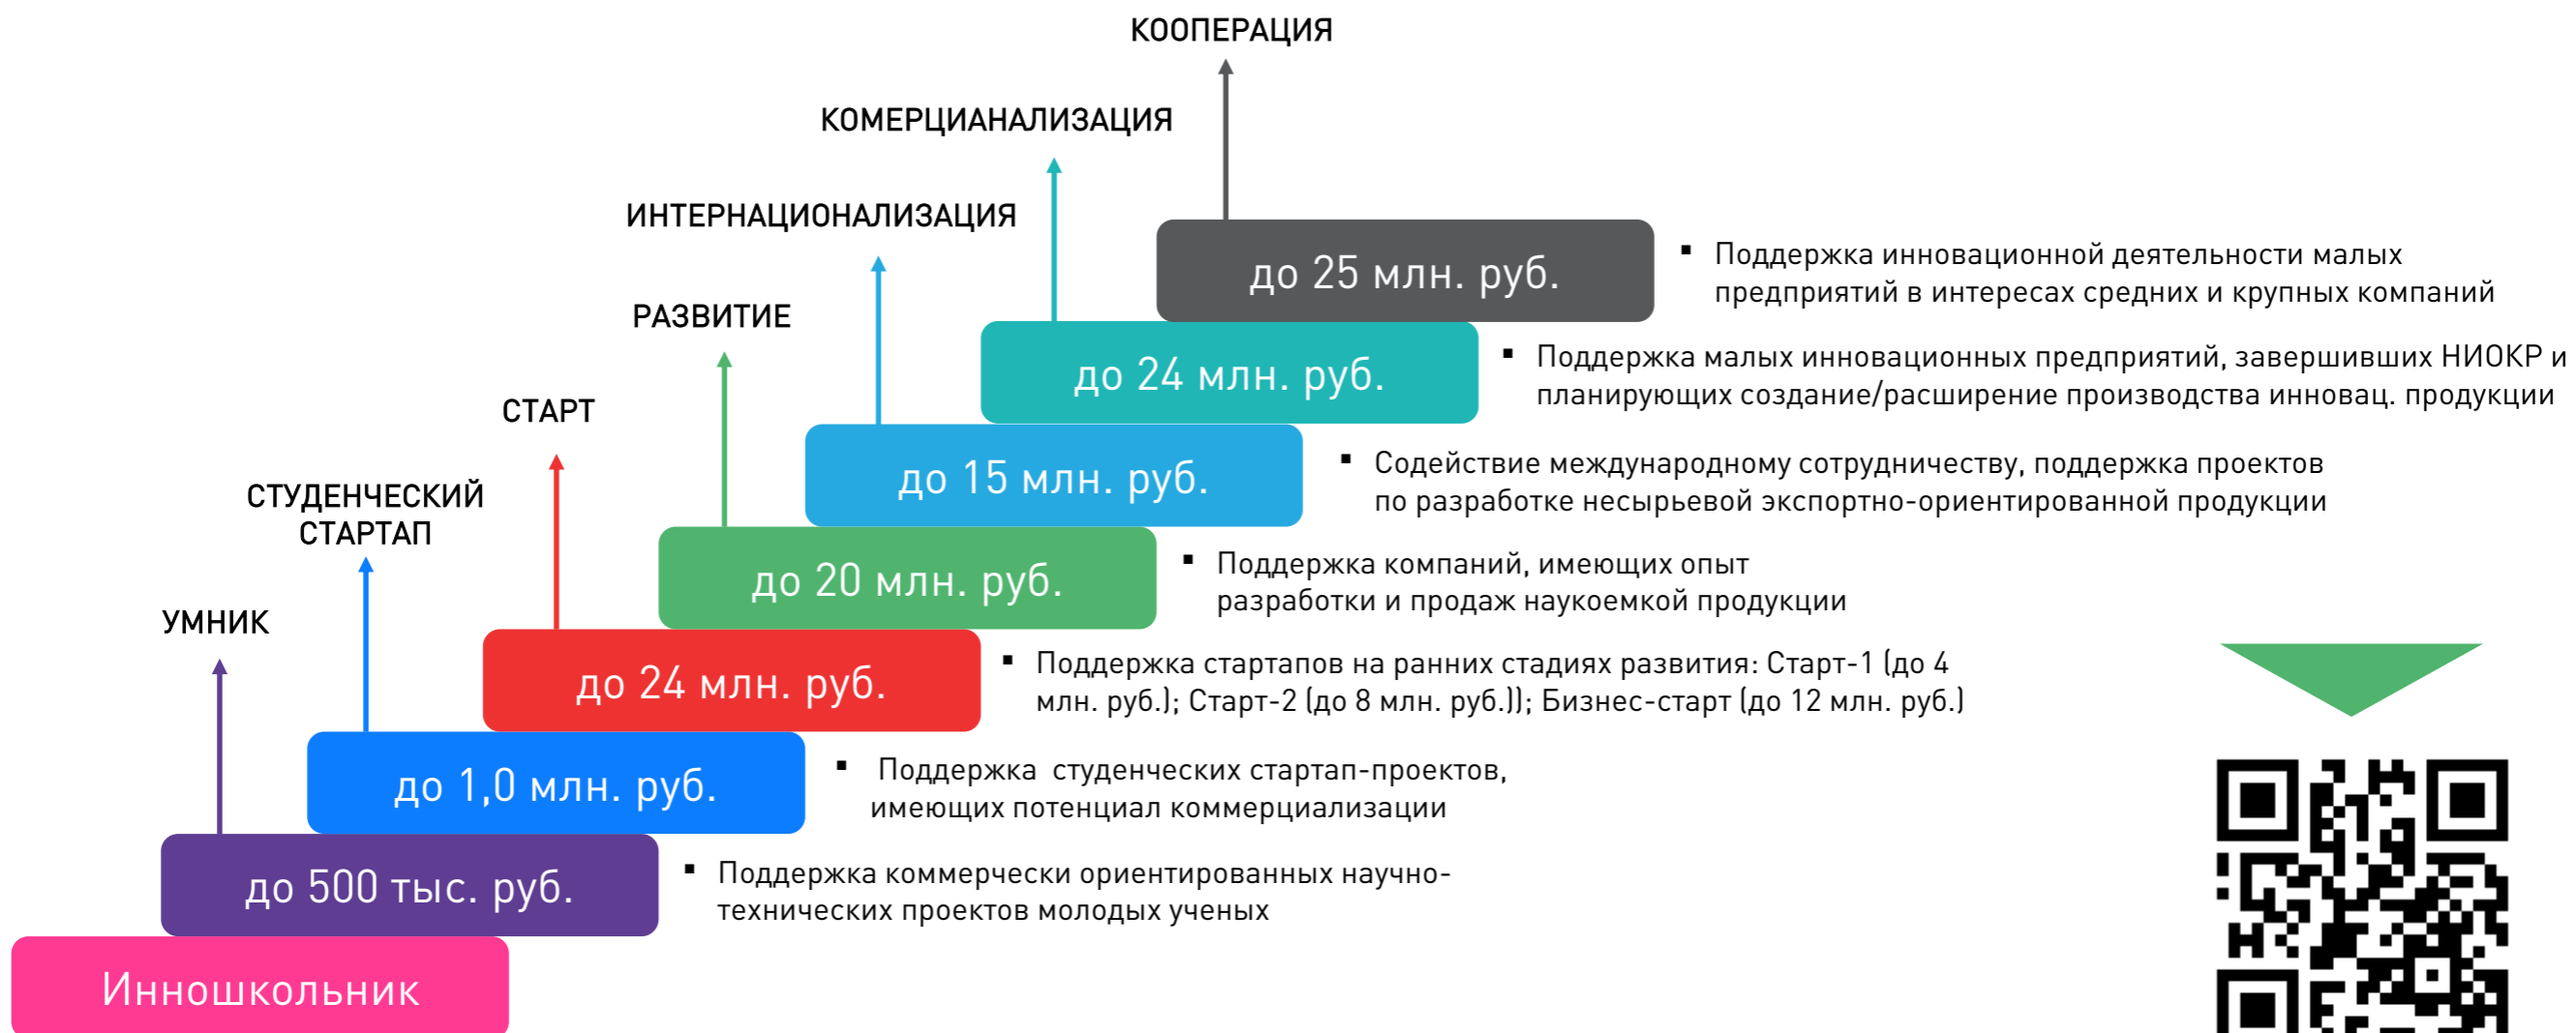 КООПЕРАЦИЯ
КОМЕРЦИАНАЛИЗАЦИЯ
ИНТЕРНАЦИОНАЛИЗАЦИЯ
РАЗВИТИЕ
СТАРТ
СТУДЕНЧЕСКИЙ
СТАРТАП
УМНИК
до 25 млн. руб.
▪ Поддержка инновационной деятельности малых
предприятий в интересах средних и крупных компаний
до 24 млн. руб.
▪ Поддержка малых инновационных предприятий, завершивших НИОКР и
планирующих создание/расширение производства инновац. продукции
до 15 млн. руб.
▪ Содействие международному сотрудничеству, поддержка проектов
по разработке несырьевой экспортно-ориентированной продукции
до 20 млн. руб.
▪ Поддержка компаний, имеющих опыт
разработки и продаж наукоемкой продукции
до 24 млн. руб.
▪ Поддержка стартапов на ранних стадиях развития: Старт-1 (до 4
млн. руб.); Старт-2 (до 8 млн. руб.)); Бизнес-старт (до 12 млн. руб.)
до 1,0 млн. руб.
▪ Поддержка студенческих стартап-проектов,
имеющих потенциал коммерциализации
до 500 тыс. руб.
▪ Поддержка коммерчески ориентированных научно-
технических проектов молодых ученых
Инношкольник